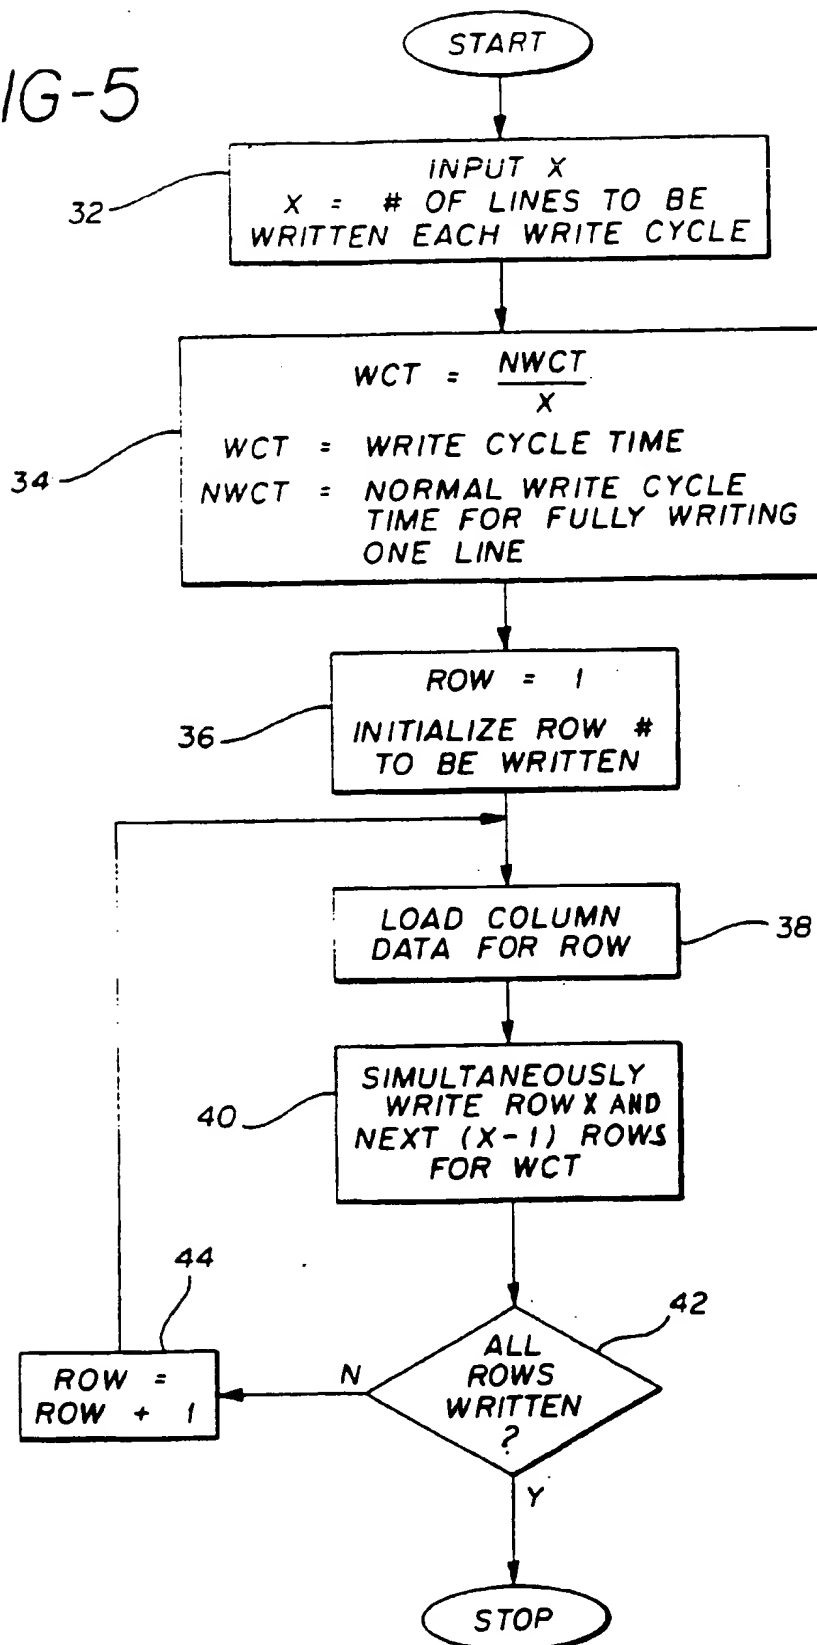 IG-5
START
INPUT X
X = # OF LINES TO BE
WRITTEN EACH WRITE CYCLE
32
WCT = NWCT
X
WCT = WRITE CYCLE TIME
NWCT = NORMAL WRITE CYCLE
TIME FOR FULLY WRITING
ONE LINE
34
ROW = 1
INITIALIZE ROW #
TO BE WRITTEN
36
LOAD COLUMN
DATA FOR ROW
38
SIMULTANEOUSLY
WRITE ROW X AND
NEXT (X-1) ROWS
FOR WCT
40
44
42
ALL
ROWS
WRITTEN
?
N
ROW =
ROW + 1
Y
STOP